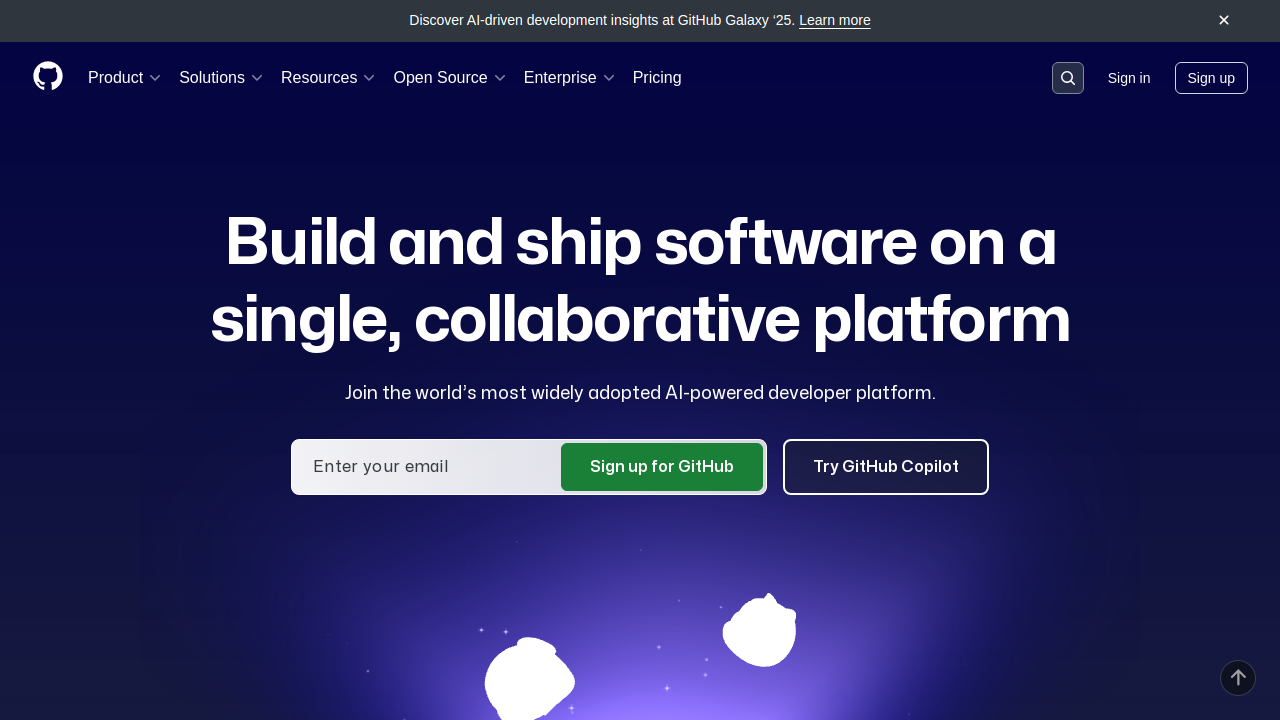 Discover AI-driven development insights at GitHub Galaxy ‘25. Learn more
Product Solutions Resources Open Source Enterprise Pricing Sign in Sign up
Build and ship software on a
single, collaborative platform
Join the world’s most widely adopted AI-powered developer platform.
Enter your email Sign up for GitHub Try GitHub Copilot